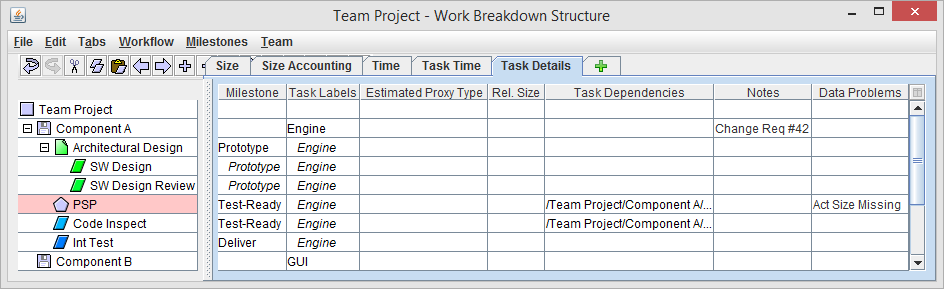 Team Project - Work Breakdown Structure
File Edit Tabs Workflow Milestones Team
Size Size Accounting Time Task Time Task Details
Milestone Task Labels Estimated Proxy Type Rel. Size Task Dependencies Notes Data Problems
Team Project
Component A Engine Change Req #42
Architectural Design Prototype Engine
SW Design Prototype Engine
SW Design Review Prototype Engine
PSP Test-Ready Engine /Team Project/Component A/... Act Size Missing
Code Inspect Test-Ready Engine /Team Project/Component A/...
Int Test Deliver Engine
Component B GUI